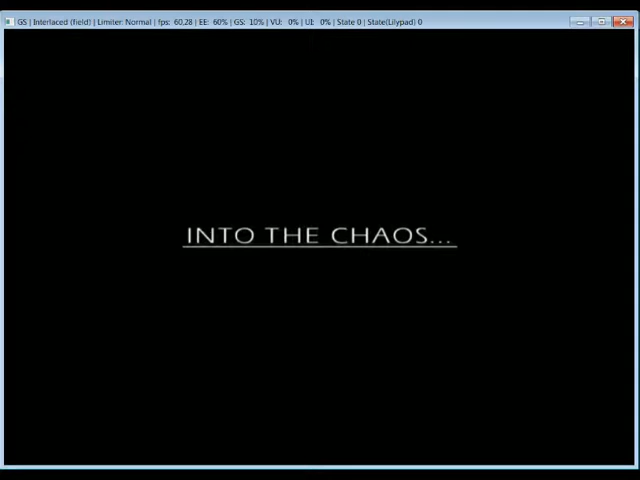 GS | Interlaced (field) | Limiter: Normal | fps: 60,28 | EE: 60% | GS: 10% | VU: 0% | UI: 0% | State 0 | State(Lilypad) 0
INTO THE CHAOS...